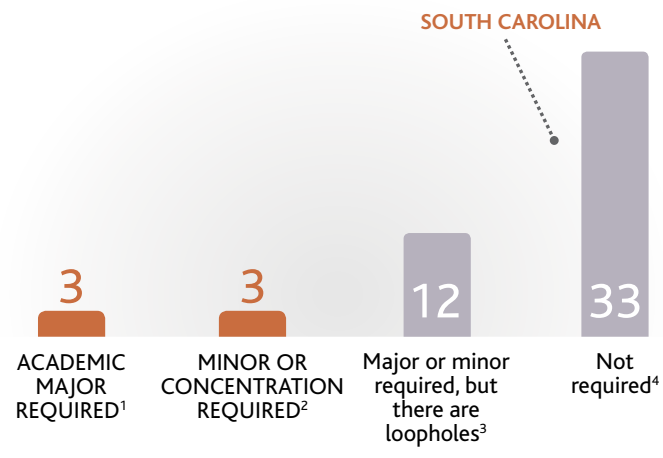 SOUTH CAROLINA
3
3
12
33
ACADEMIC
MAJOR
REQUIRED¹
MINOR OR
CONCENTRATION
REQUIRED²
Major or minor
required, but
there are
loopholes³
Not
required⁴